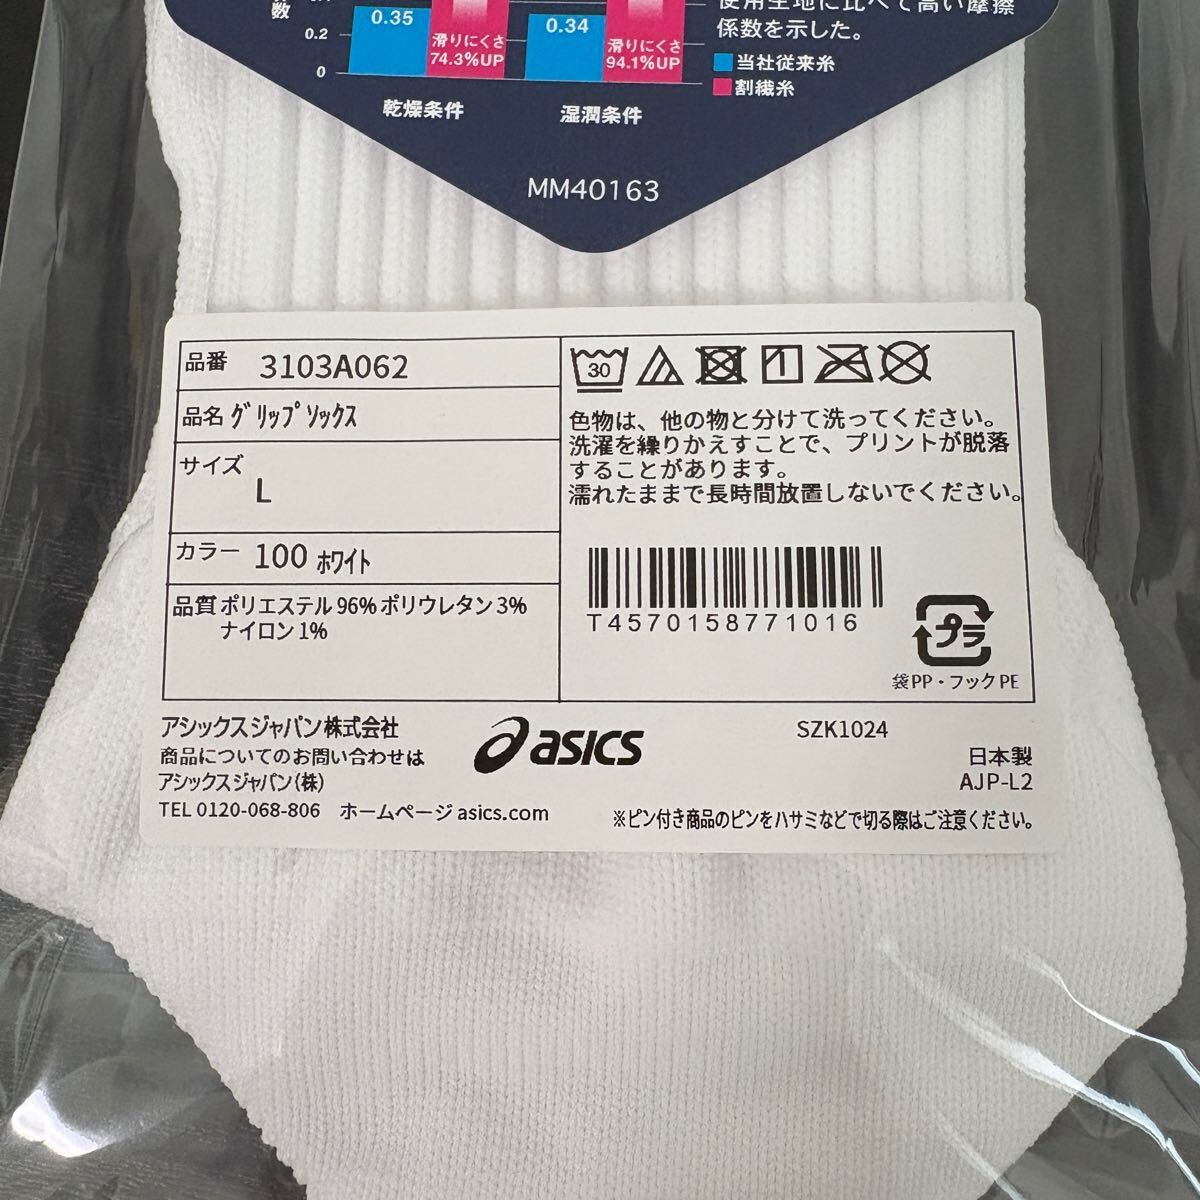 数
0.2
0
0.35
滑りにくさ
74.3%UP
0.34
滑りにくさ
94.1%UP
乾燥条件
湿潤条件
使用生地に比べて高い摩擦
係数を示した。
当社従来糸
割繊糸
MM40163
品番 3103A062
品名 ｸﾞﾘｯﾌﾟｿｯｸｽ
サイズ
L
カラー 100 ﾎﾜｲﾄ
品質 ポリエステル 96% ポリウレタン 3%
ナイロン 1%
30
1
色物は、他の物と分けて洗ってください。
洗濯を繰りかえすことで、プリントが脱落
することがあります。
濡れたままで長時間放置しないでください。
T4570158771016
プラ
袋PP・フックPE
アシックスジャパン株式会社
商品についてのお問い合わせは
アシックスジャパン(株)
TEL 0120-068-806 ホームページ asics.com
asics
SZK1024
日本製
AJP-L2
※ピン付き商品のピンをハサミなどで切る際はご注意ください。